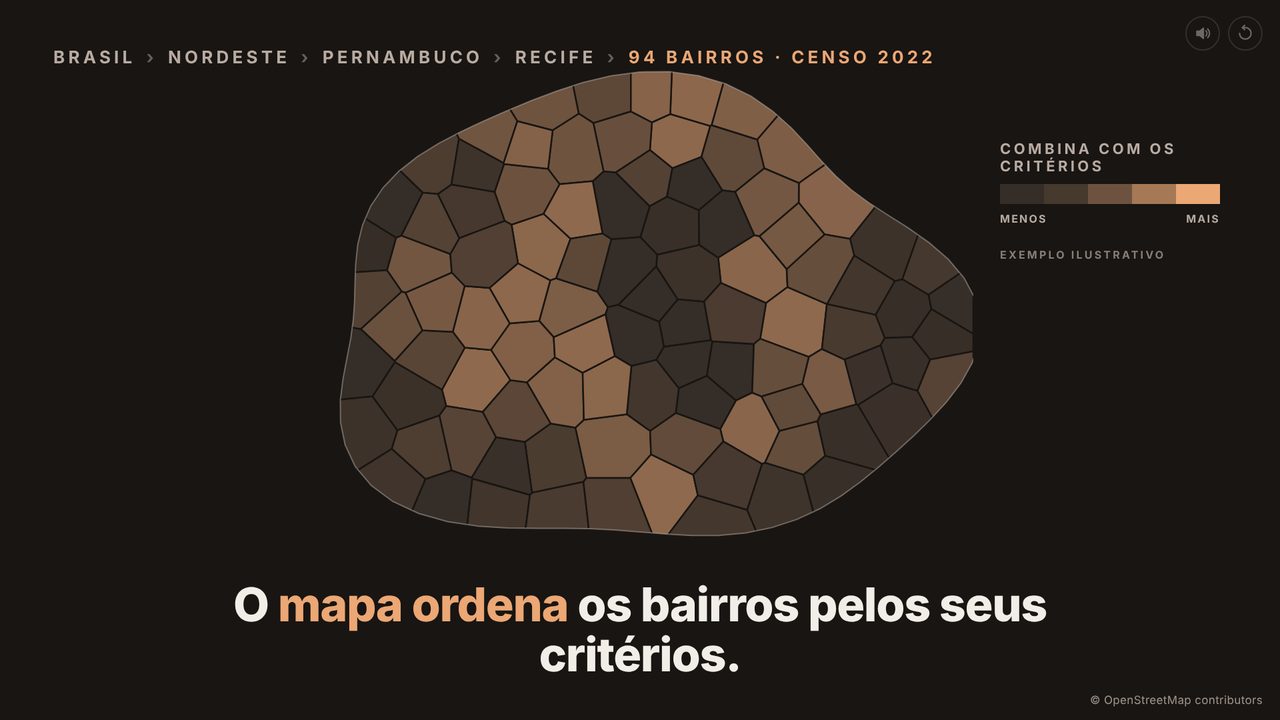 BRASIL › NORDESTE › PERNAMBUCO › RECIFE › 94 BAIRROS · CENSO 2022
COMBINA COM OS
CRITÉRIOS
MENOS MAIS
EXEMPLO ILUSTRATIVO
O mapa ordena os bairros pelos seus
critérios.
© OpenStreetMap contributors